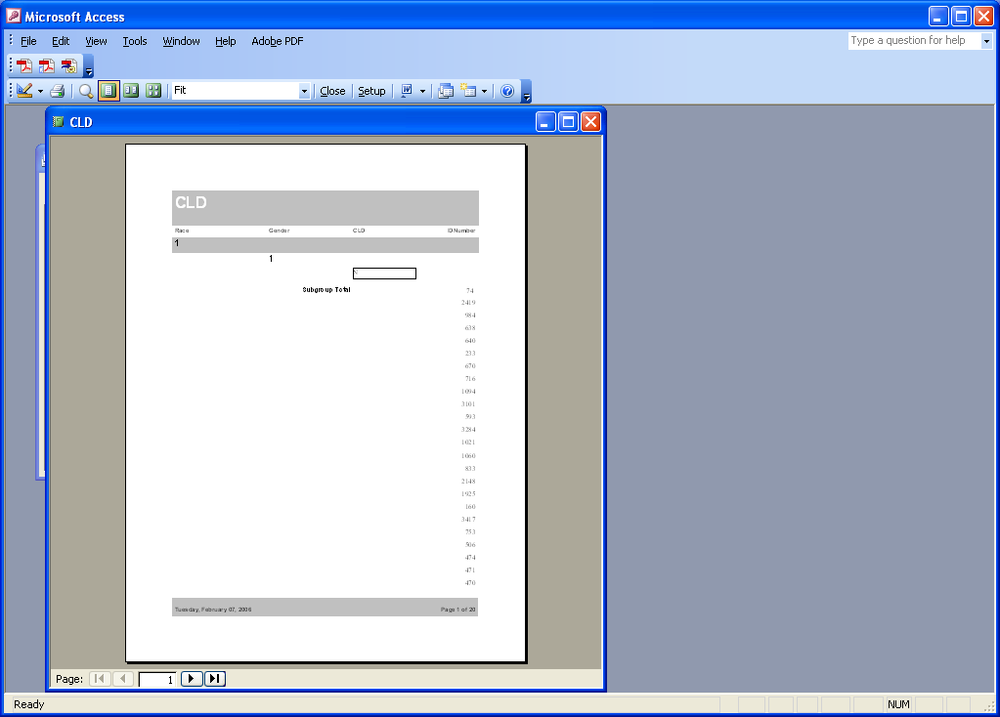 Microsoft Access
File Edit View Tools Window Help Adobe PDF
Type a question for help
Fit Close Setup
CLD
CLD
Race Gender CLD IDNumber
1
1
Subgroup Total 74
2419
984
638
640
233
670
716
1094
3101
593
3284
1021
1060
833
2148
1925
160
3417
753
506
474
471
470
Tuesday, February 07, 2006 Page 1 of 20
Page: 1
Ready NUM